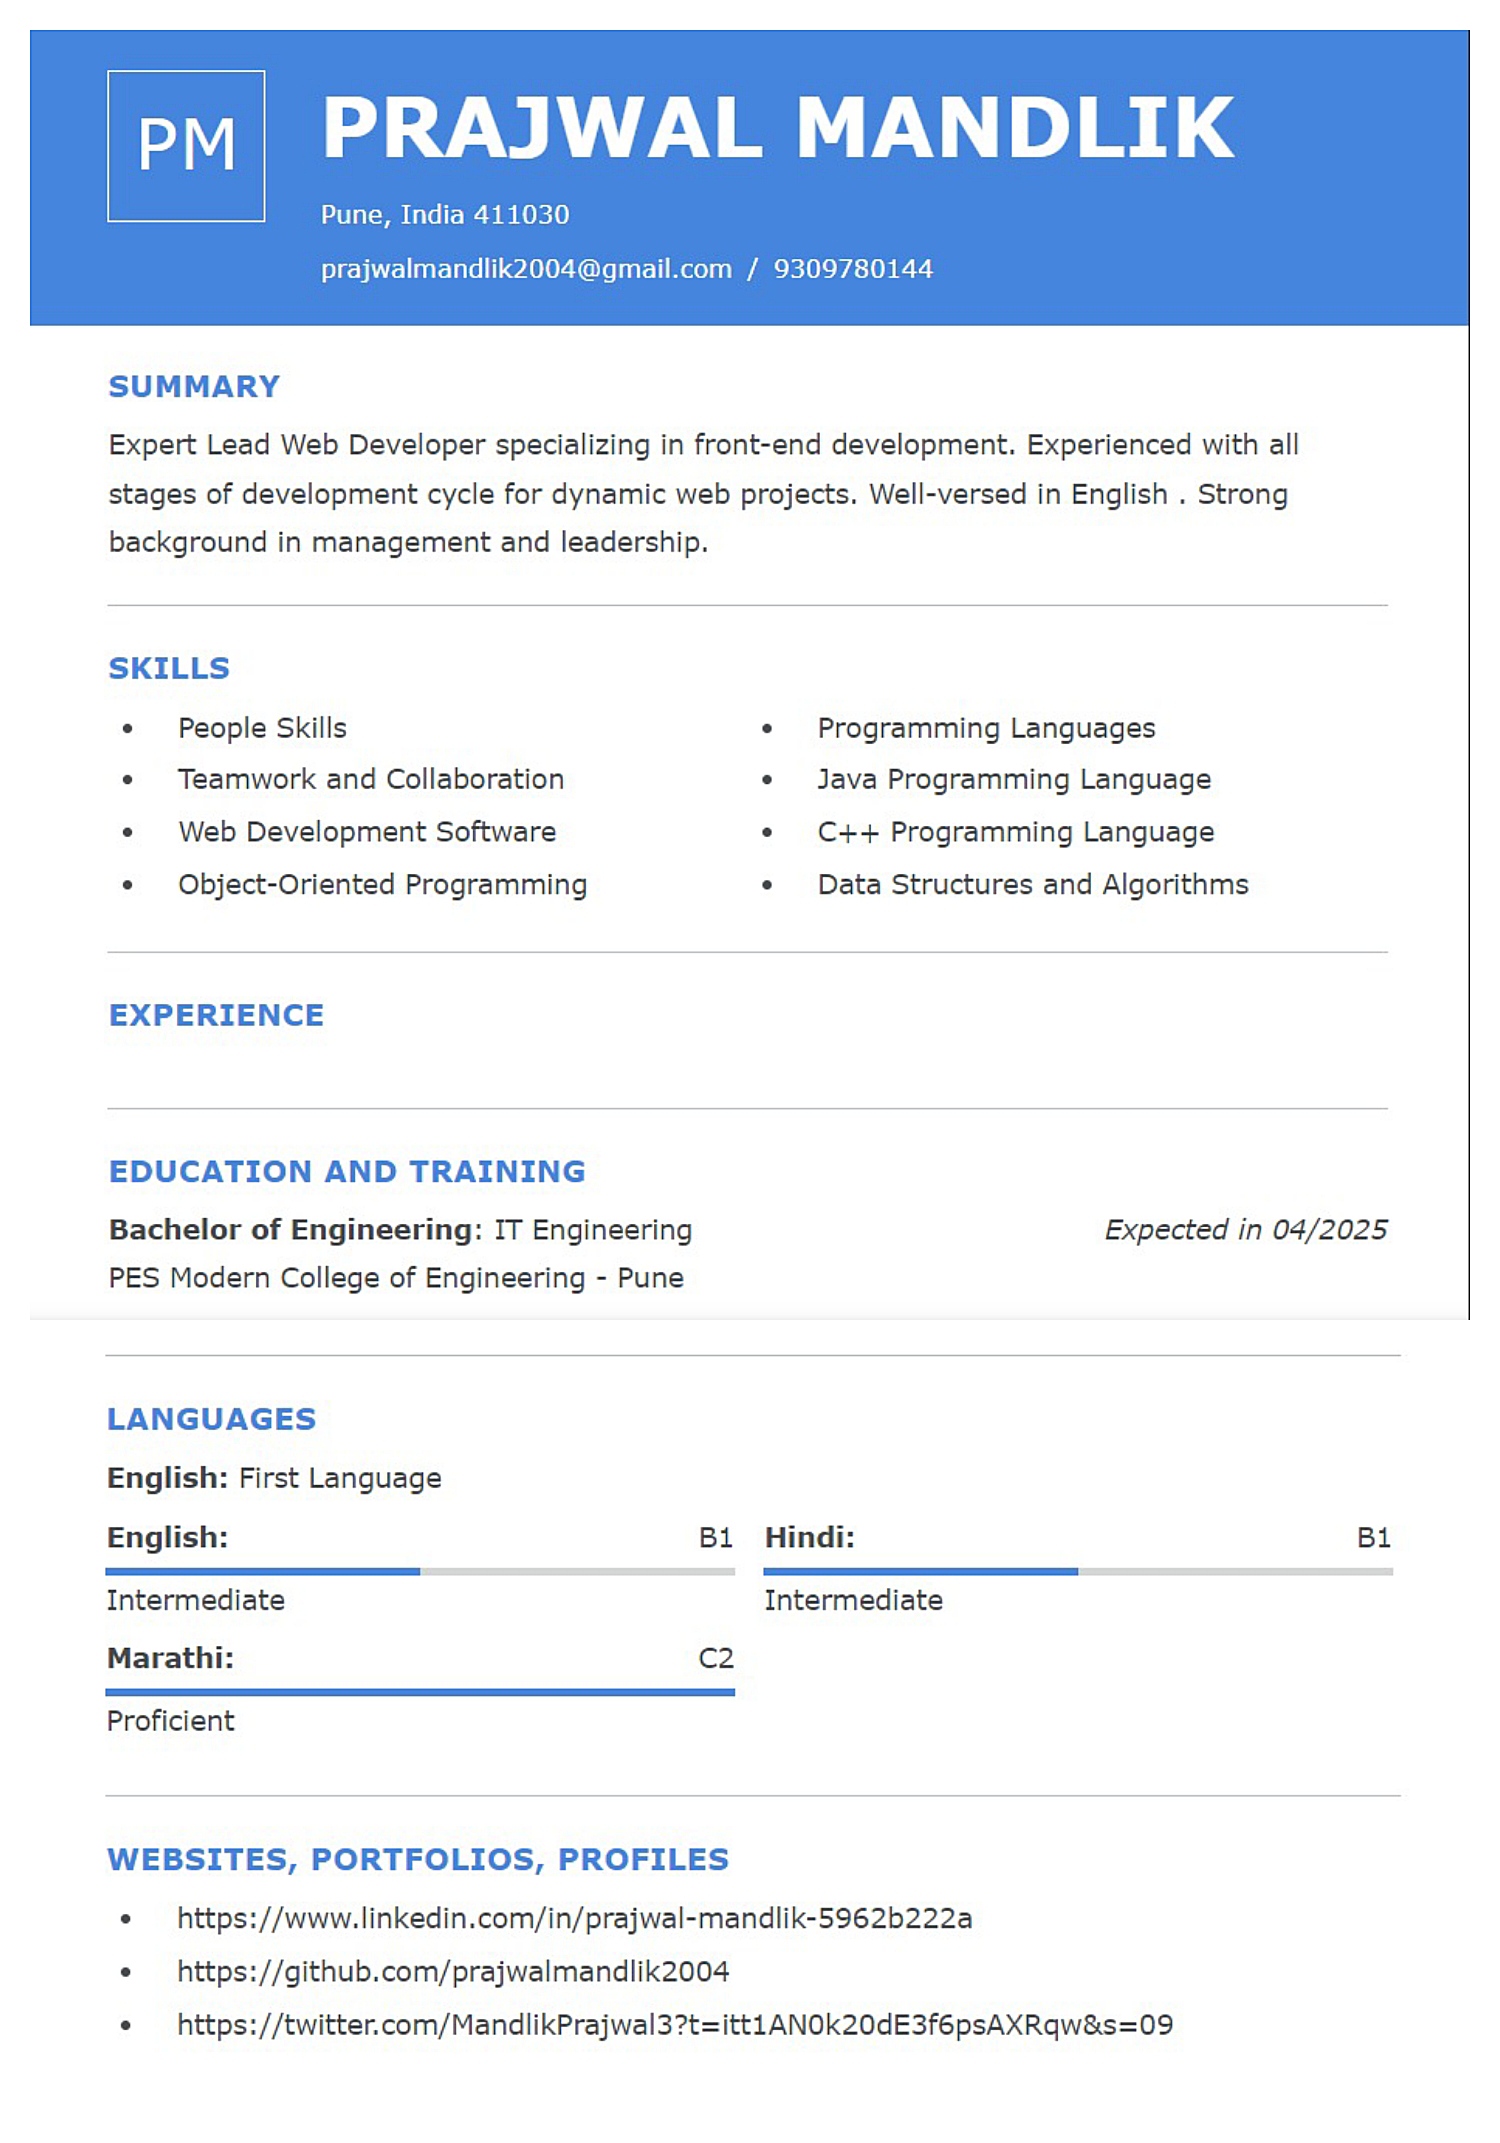 PM
PRAJWAL MANDLIK
Pune, India 411030
prajwalmandlik2004@gmail.com / 9309780144
SUMMARY
Expert Lead Web Developer specializing in front-end development. Experienced with all
stages of development cycle for dynamic web projects. Well-versed in English . Strong
background in management and leadership.
SKILLS
• People Skills
• Teamwork and Collaboration
• Web Development Software
• Object-Oriented Programming
• Programming Languages
• Java Programming Language
• C++ Programming Language
• Data Structures and Algorithms
EXPERIENCE
EDUCATION AND TRAINING
Bachelor of Engineering: IT Engineering Expected in 04/2025
PES Modern College of Engineering - Pune
LANGUAGES
English: First Language
English: B1
Intermediate
Hindi: B1
Intermediate
Marathi: C2
Proficient
WEBSITES, PORTFOLIOS, PROFILES
• https://www.linkedin.com/in/prajwal-mandlik-5962b222a
• https://github.com/prajwalmandlik2004
• https://twitter.com/MandlikPrajwal3?t=itt1AN0k20dE3f6psAXRqw&s=09